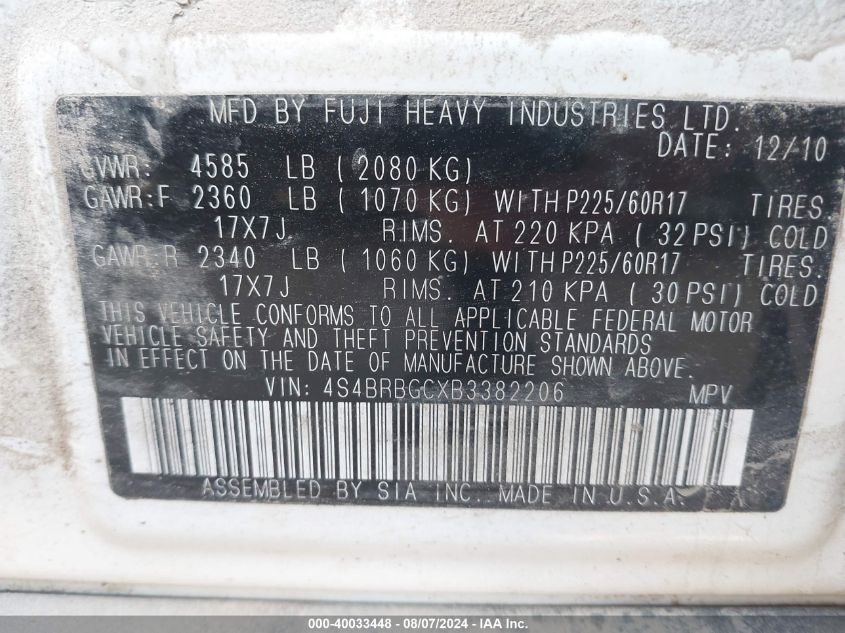 MFD BY FUJI HEAVY INDUSTRIES LTD.
DATE: 12/10
GVWR: 4585 LB ( 2080 KG)
GAWR:F 2360 LB ( 1070 KG) WITH P225/60R17 TIRES.
17X7J RIMS. AT 220 KPA ( 32 PSI) COLD
GAWR:R 2340 LB ( 1060 KG) WITH P225/60R17 TIRES.
17X7J RIMS. AT 210 KPA ( 30 PSI) COLD
THIS VEHICLE CONFORMS TO ALL APPLICABLE FEDERAL MOTOR
VEHICLE SAFETY AND THEFT PREVENTION STANDARDS
IN EFFECT ON THE DATE OF MANUFACTURE SHOWN ABOVE.
VIN: 4S4BRBGCXB3382206 MPV
ASSEMBLED BY SIA INC. MADE IN U.S.A.
000-40033448 - 08/07/2024 - IAA Inc.